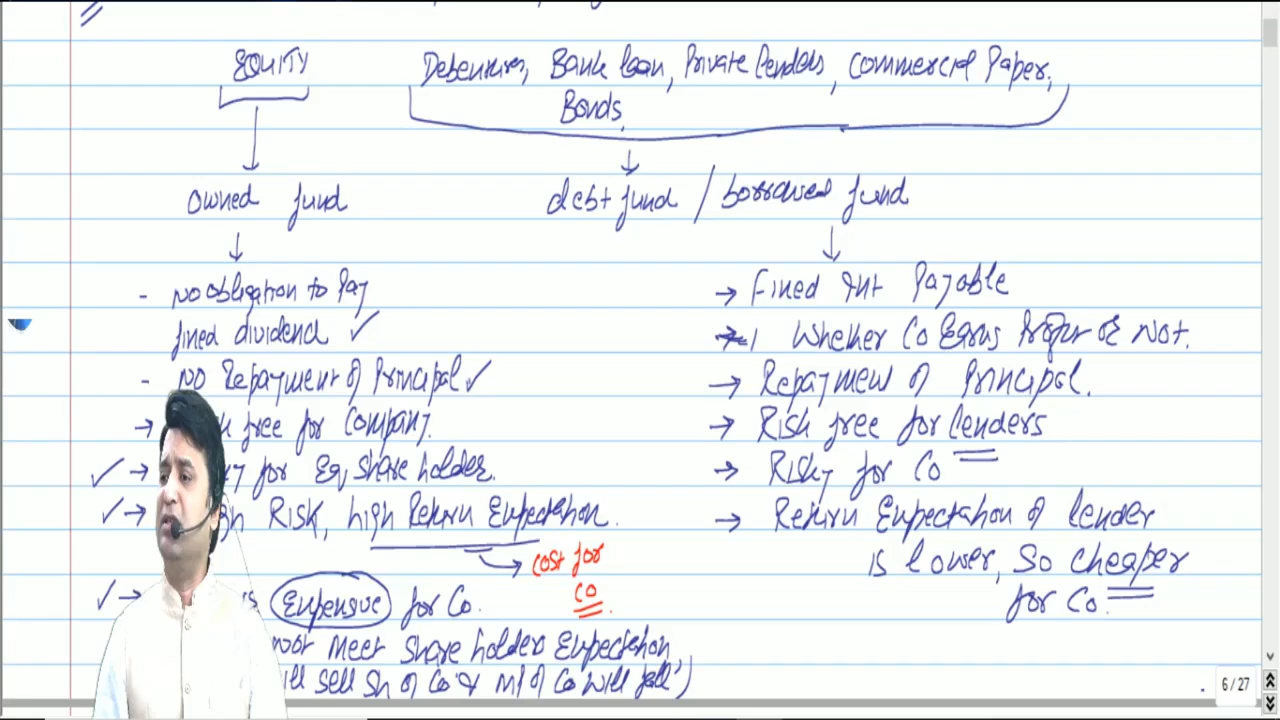 EQUITY
Debentures, Bank loan, Private lenders, Commercial Paper,
Bonds,
owned fund
debt fund / borrowed fund
- No obligation to Pay
fixed dividend ✓
- No Repayment of Principal ✓
→ free for Company.
✓ → for Eq. Share holder.
✓ → Risk, high Return Expectation.
→ cost for
Co
✓ → Expensive for Co.
not meet Share holders Expectation
sell Sh of Co & MP of Co will fall")
→ Fixed Int Payable
Whether Co Earns Profit or Not.
→ Repayment of Principal.
→ Risk free for lenders
→ Risky for Co
→ Return Expectation of lender
is lower, so cheaper
for Co.
6 / 27